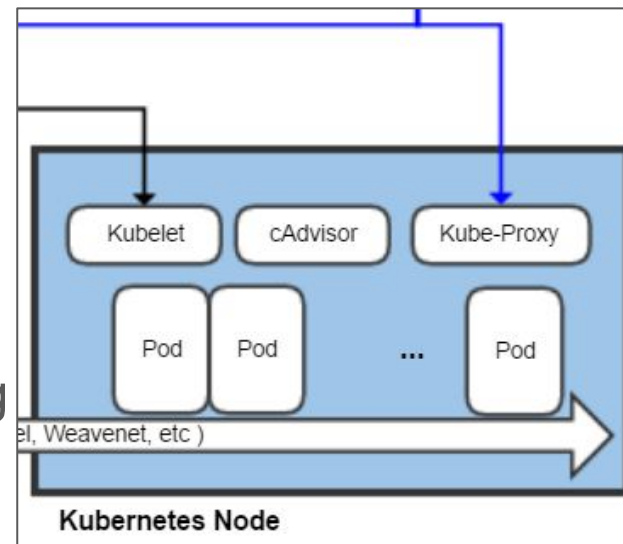 Kubelet
cAdvisor
Kube-Proxy
Pod
Pod
...
Pod
g
el, Weavenet, etc )
Kubernetes Node